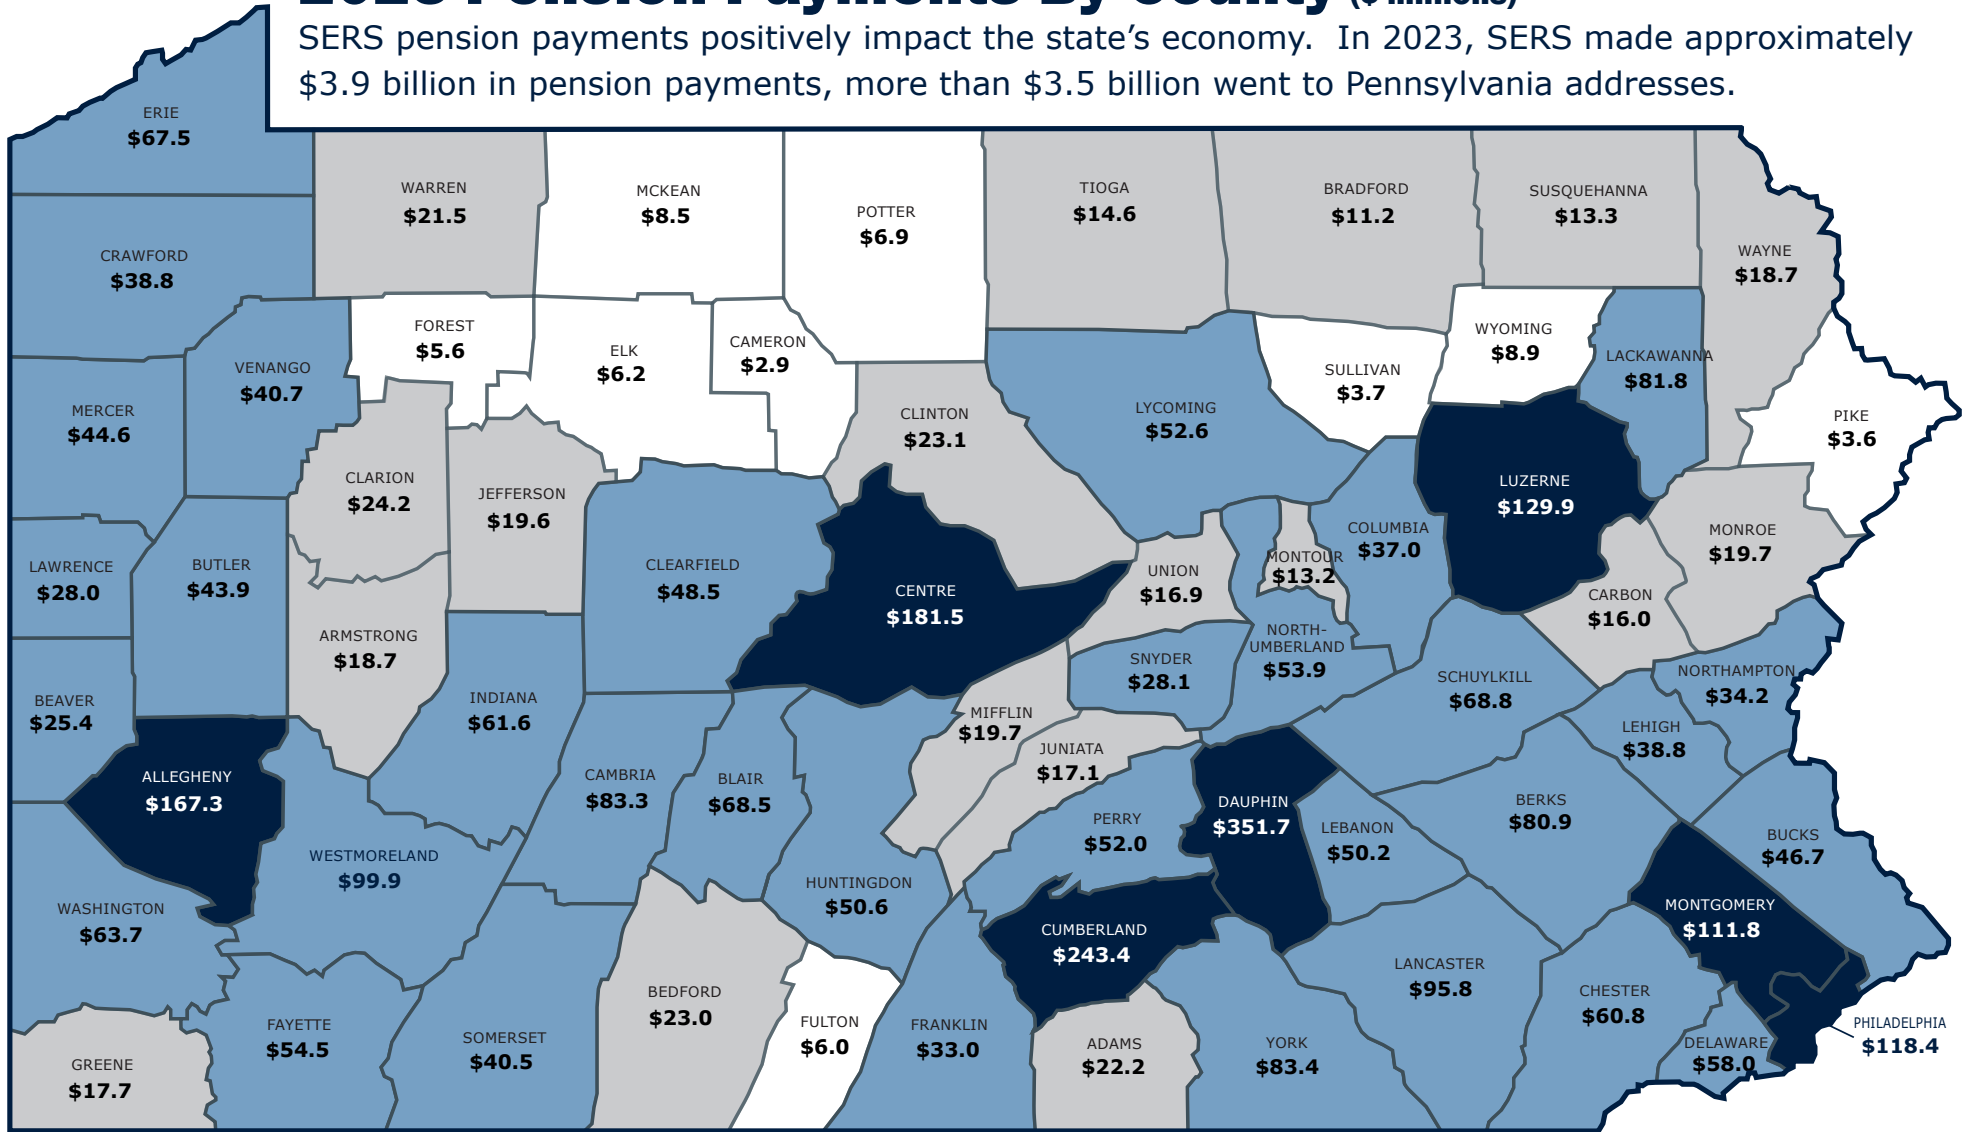 2023 Pension Payments By County ($ millions)
SERS pension payments positively impact the state’s economy.  In 2023, SERS made approximately
$3.9 billion in pension payments, more than $3.5 billion went to Pennsylvania addresses.
ERIE
$67.5
WARREN
$21.5
MCKEAN
$8.5
POTTER
$6.9
TIOGA
$14.6
BRADFORD
$11.2
SUSQUEHANNA
$13.3
WAYNE
$18.7
CRAWFORD
$38.8
FOREST
$5.6
ELK
$6.2
CAMERON
$2.9
WYOMING
$8.9
LACKAWANNA
$81.8
VENANGO
$40.7
SULLIVAN
$3.7
MERCER
$44.6
CLINTON
$23.1
LYCOMING
$52.6
PIKE
$3.6
CLARION
$24.2
JEFFERSON
$19.6
LUZERNE
$129.9
COLUMBIA
$37.0
MONROE
$19.7
LAWRENCE
$28.0
BUTLER
$43.9
CLEARFIELD
$48.5
CENTRE
$181.5
UNION
$16.9
MONTOUR
$13.2
CARBON
$16.0
ARMSTRONG
$18.7
NORTH-
UMBERLAND
$53.9
SNYDER
$28.1
SCHUYLKILL
$68.8
NORTHAMPTON
$34.2
BEAVER
$25.4
INDIANA
$61.6
MIFFLIN
$19.7
LEHIGH
$38.8
JUNIATA
$17.1
ALLEGHENY
$167.3
CAMBRIA
$83.3
BLAIR
$68.5
PERRY
$52.0
DAUPHIN
$351.7
LEBANON
$50.2
BERKS
$80.9
BUCKS
$46.7
WESTMORELAND
$99.9
HUNTINGDON
$50.6
WASHINGTON
$63.7
CUMBERLAND
$243.4
MONTGOMERY
$111.8
LANCASTER
$95.8
BEDFORD
$23.0
CHESTER
$60.8
FAYETTE
$54.5
SOMERSET
$40.5
FULTON
$6.0
FRANKLIN
$33.0
ADAMS
$22.2
YORK
$83.4
DELAWARE
$58.0
PHILADELPHIA
$118.4
GREENE
$17.7